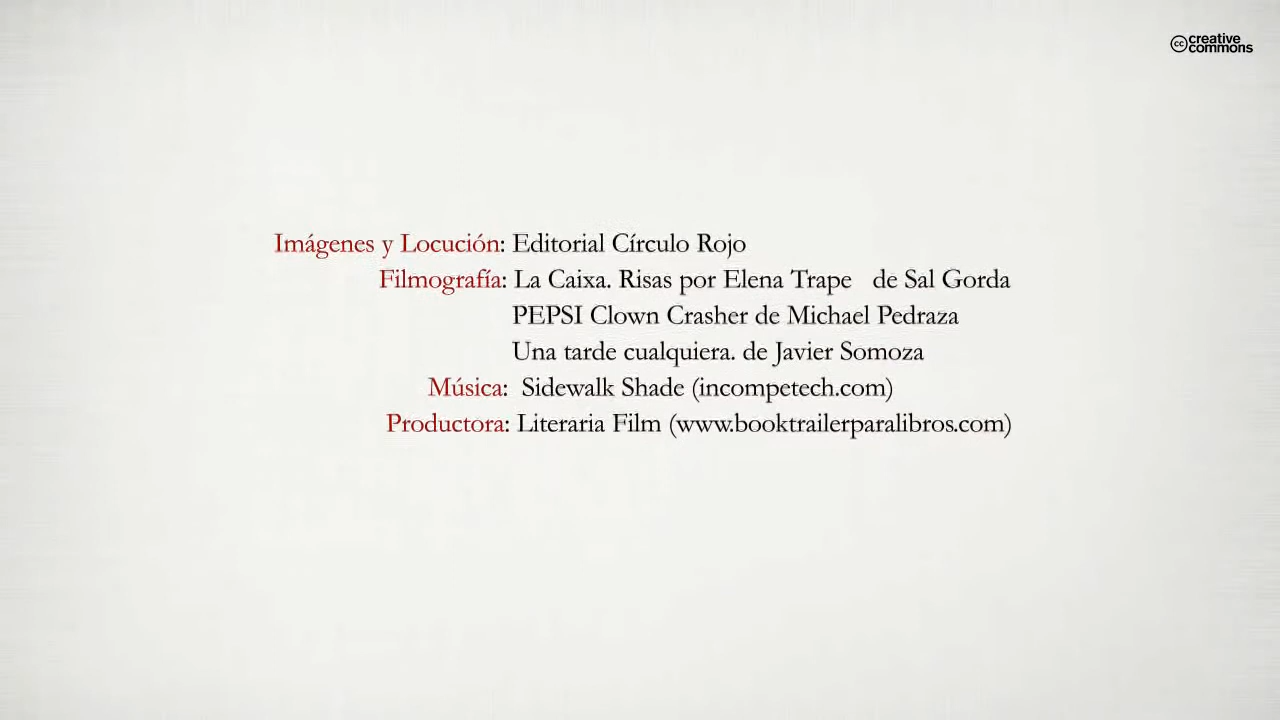 cc creative
commons
Imágenes y Locución: Editorial Círculo Rojo
Filmografía: La Caixa. Risas por Elena Trape de Sal Gorda
PEPSI Clown Crasher de Michael Pedraza
Una tarde cualquiera. de Javier Somoza
Música: Sidewalk Shade (incompetech.com)
Productora: Literaria Film (www.booktrailerparalibros.com)